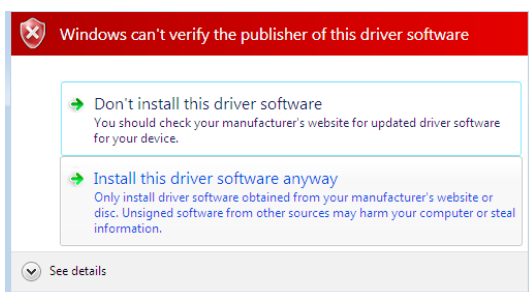 Windows can't verify the publisher of this driver software
Don't install this driver software
You should check your manufacturer's website for updated driver software
for your device.
Install this driver software anyway
Only install driver software obtained from your manufacturer's website or
disc. Unsigned software from other sources may harm your computer or steal
information.
See details